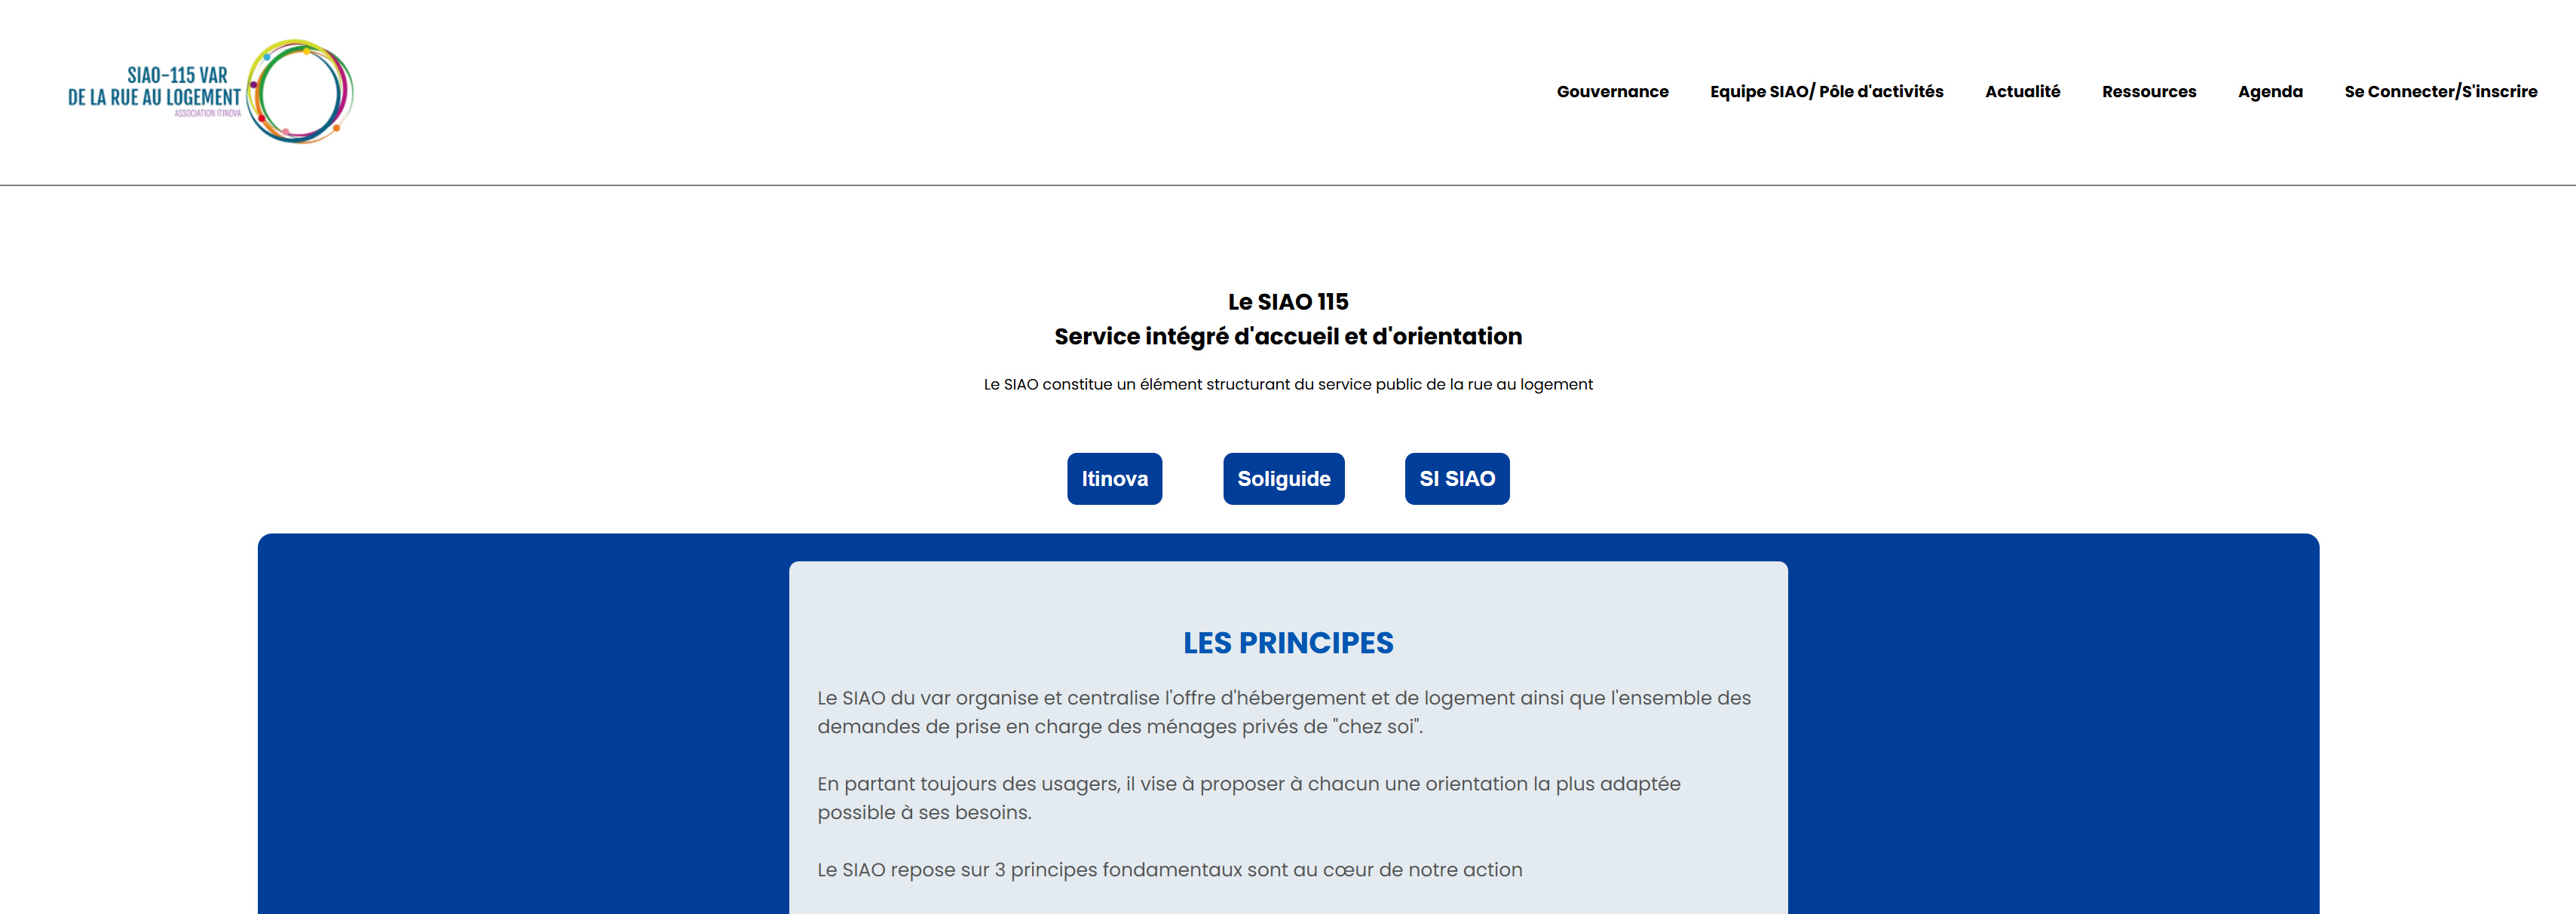 SIAO-115 VAR
DE LA RUE AU LOGEMENT
ASSOCIATION ITINOVA
Gouvernance Equipe SIAO/ Pôle d'activités Actualité Ressources Agenda Se Connecter/S'inscrire
Le SIAO 115
Service intégré d'accueil et d'orientation
Le SIAO constitue un élément structurant du service public de la rue au logement
Itinova Soliguide SI SIAO
LES PRINCIPES
Le SIAO du var organise et centralise l'offre d'hébergement et de logement ainsi que l'ensemble des
demandes de prise en charge des ménages privés de "chez soi".
En partant toujours des usagers, il vise à proposer à chacun une orientation la plus adaptée
possible à ses besoins.
Le SIAO repose sur 3 principes fondamentaux sont au cœur de notre action